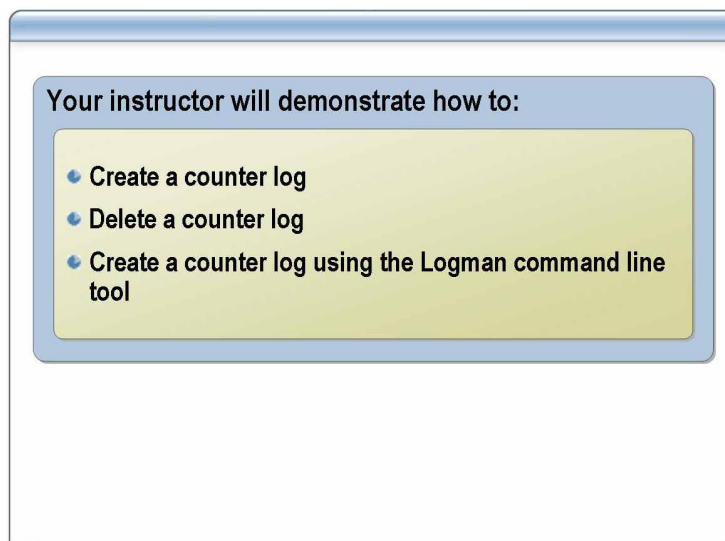 Your instructor will demonstrate how to:
Create a counter log
Delete a counter log
Create a counter log using the Logman command line
tool